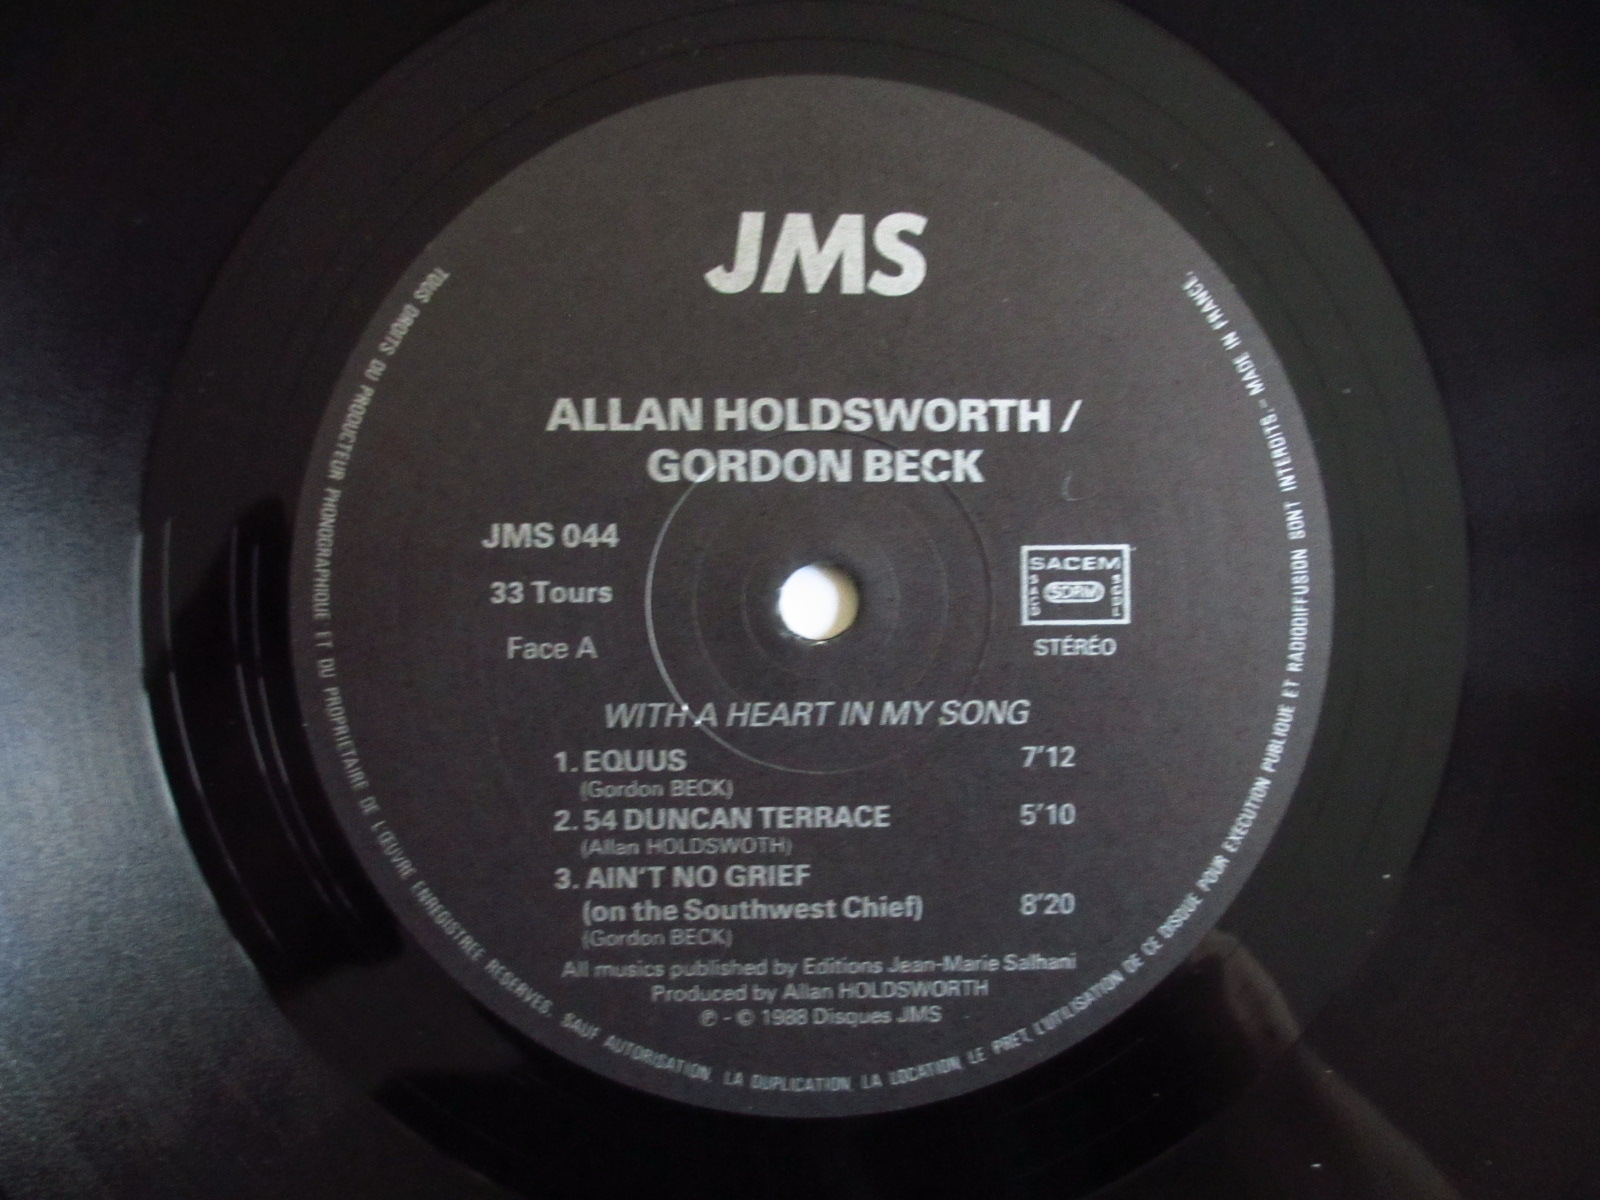 JMS
ALLAN HOLDSWORTH /
GORDON BECK
JMS 044
33 Tours
Face A
SACEM
SACD
SDRM
SGDL
STÉRÉO
WITH A HEART IN MY SONG
1. EQUUS 7'12
(Gordon BECK)
2. 54 DUNCAN TERRACE 5'10
(Allan HOLDSWOTH)
3. AIN'T NO GRIEF
(on the Southwest Chief) 8'20
(Gordon BECK)
All musics published by Editions Jean-Marie Salhani
Produced by Allan HOLDSWORTH
℗ - © 1988 Disques JMS
TOUS DROITS DU PRODUCTEUR PHONOGRAPHIQUE ET DU PROPRIETAIRE DE L'ŒUVRE ENREGISTREE RESERVES. SAUF AUTORISATION, LA DUPLICATION, LA LOCATION, LE PRET, L'UTILISATION DE CE DISQUE POUR EXECUTION PUBLIQUE ET RADIODIFFUSION SONT INTERDITS. – MADE IN FRANCE.